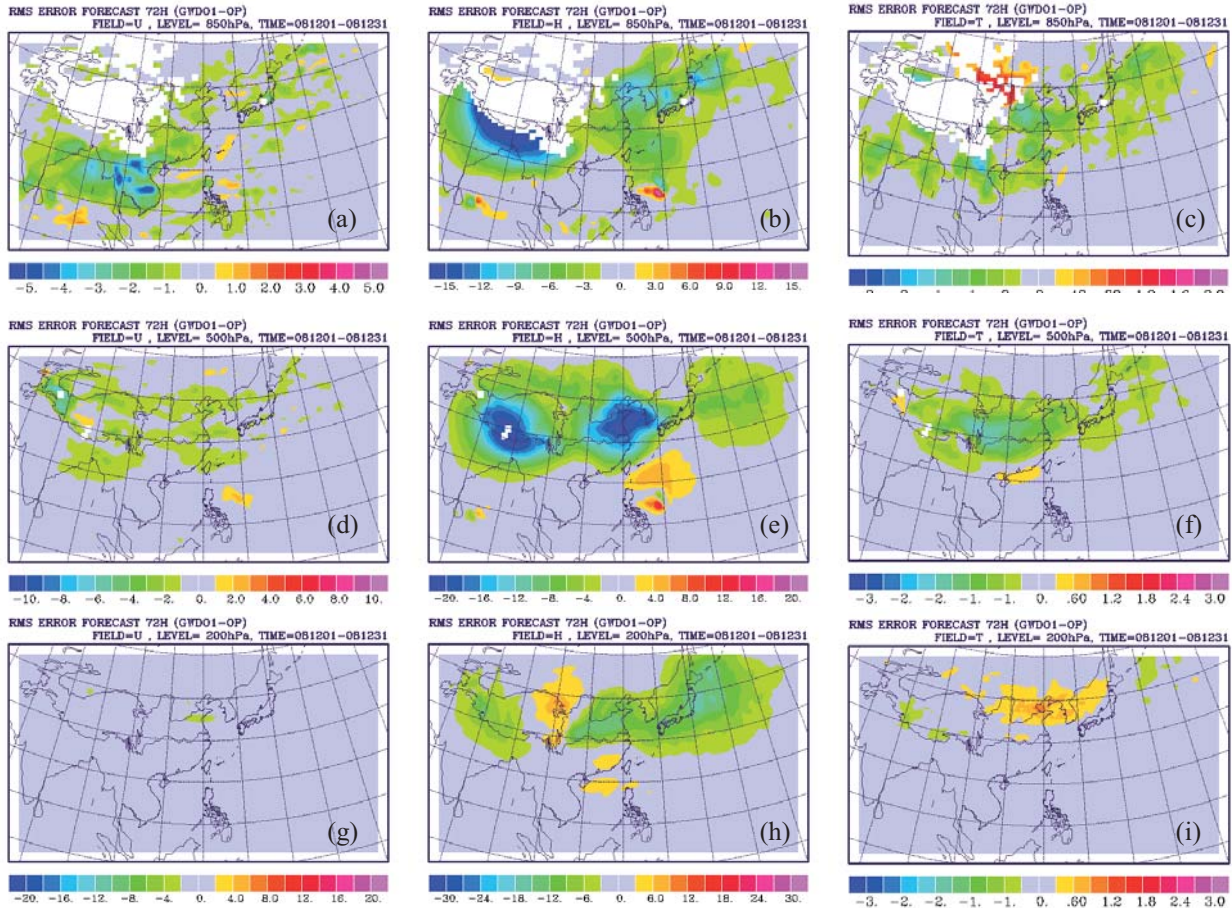 RMS ERROR FORECAST 72H (GWD01-OP)
FIELD=U , LEVEL= 850hPa, TIME=081201-081231
(a)
-5. -4. -3. -2. -1. 0. 1.0 2.0 3.0 4.0 5.0
RMS ERROR FORECAST 72H (GWD01-OP)
FIELD=H , LEVEL= 850hPa, TIME=081201-081231
(b)
-15. -12. -9. -6. -3. 0. 3.0 6.0 9.0 12. 15.
RMS ERROR FORECAST 72H (GWD01-OP)
FIELD=T , LEVEL= 850hPa, TIME=081201-081231
(c)
RMS ERROR FORECAST 72H (GWD01-OP)
FIELD=U , LEVEL= 500hPa, TIME=081201-081231
(d)
-10. -8. -6. -4. -2. 0. 2.0 4.0 6.0 8.0 10.
RMS ERROR FORECAST 72H (GWD01-OP)
FIELD=H , LEVEL= 500hPa, TIME=081201-081231
(e)
-20. -16. -12. -8. -4. 0. 4.0 8.0 12. 16. 20.
RMS ERROR FORECAST 72H (GWD01-OP)
FIELD=T , LEVEL= 500hPa, TIME=081201-081231
(f)
-3. -2. -2. -1. -1. 0. .60 1.2 1.8 2.4 3.0
RMS ERROR FORECAST 72H (GWD01-OP)
FIELD=U , LEVEL= 200hPa, TIME=081201-081231
(g)
-20. -16. -12. -8. -4. 0. 4.0 8.0 12. 16. 20.
RMS ERROR FORECAST 72H (GWD01-OP)
FIELD=H , LEVEL= 200hPa, TIME=081201-081231
(h)
-30. -24. -18. -12. -6. 0. 6.0 12. 18. 24. 30.
RMS ERROR FORECAST 72H (GWD01-OP)
FIELD=T , LEVEL= 200hPa, TIME=081201-081231
(i)
-3. -2. -2. -1. -1. 0. .60 1.2 1.8 2.4 3.0